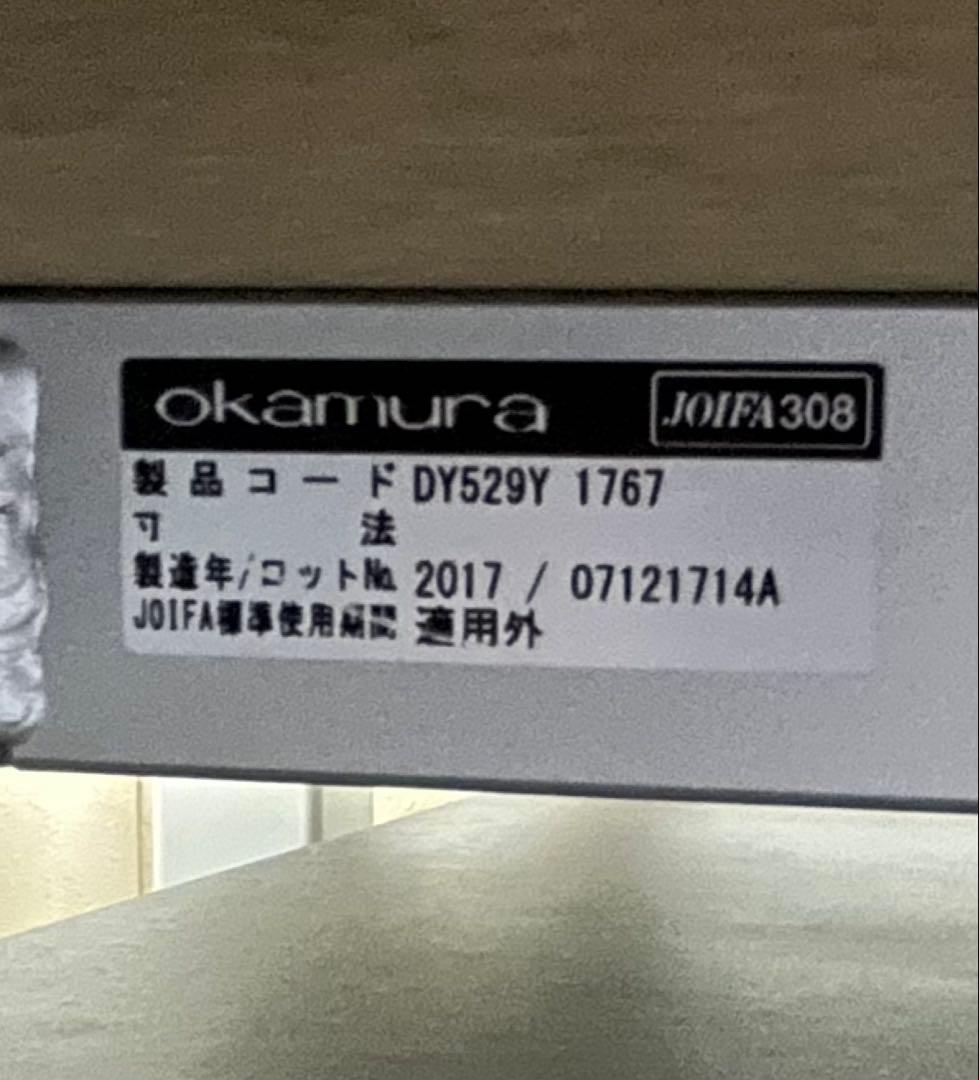 okamura JOIFA308
製品コード DY529Y 1767
寸法
製造年/ロット№ 2017 / 07121714A
JOIFA標準使用期間 適用外